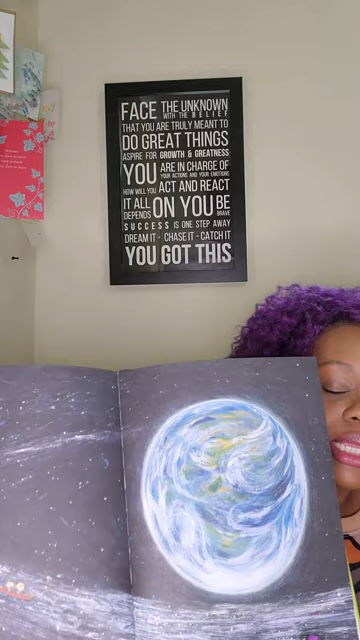 FACE THE UNKNOWN
WITH THE BELIEF
THAT YOU ARE TRULY MEANT TO
DO GREAT THINGS
ASPIRE FOR GROWTH & GREATNESS
YOU ARE IN CHARGE OF
YOUR ACTIONS AND YOUR EMOTIONS
HOW WILL YOU ACT AND REACT
IT ALL DEPENDS ON YOU BE BRAVE
SUCCESS IS ONE STEP AWAY
DREAM IT - CHASE IT - CATCH IT
YOU GOT THIS